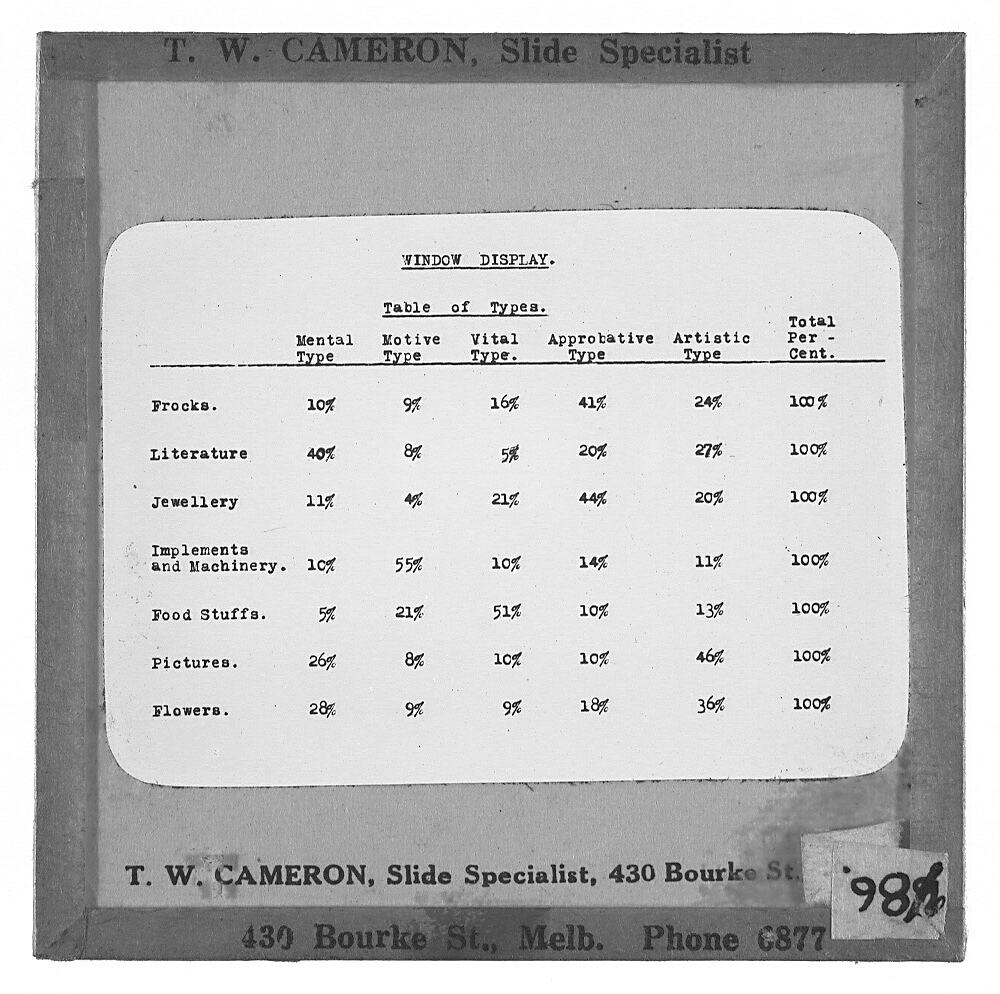 T. W. CAMERON, Slide Specialist
WINDOW DISPLAY.
Table of Types.
Mental Type Motive Type Vital Type. Approbative Type Artistic Type Total Per - Cent.
Frocks. 10% 9% 16% 41% 24% 100%
Literature 40% 8% 5% 20% 27% 100%
Jewellery 11% 4% 21% 44% 20% 100%
Implements
and Machinery. 10% 55% 10% 14% 11% 100%
Food Stuffs. 5% 21% 51% 10% 13% 100%
Pictures. 26% 8% 10% 10% 46% 100%
Flowers. 28% 9% 9% 18% 36% 100%
T. W. CAMERON, Slide Specialist, 430 Bourke St.
430 Bourke St., Melb. Phone 6877